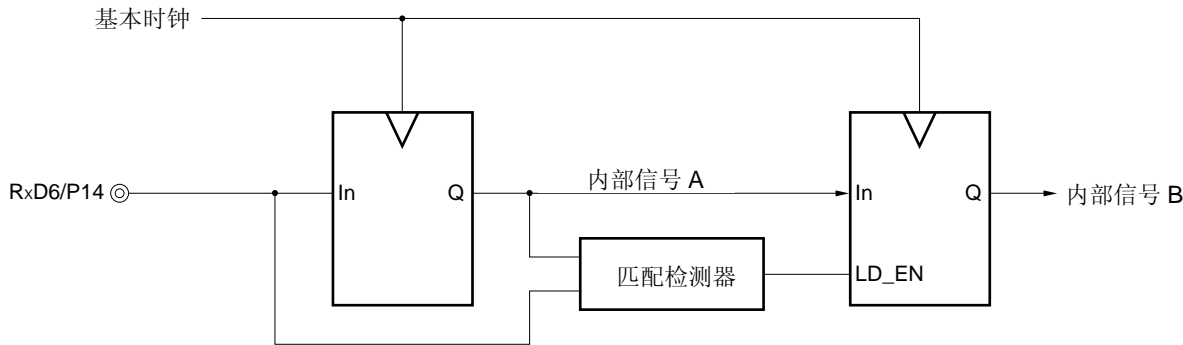 基本时钟
RxD6/P14
In
Q
内部信号 A
In
Q
内部信号 B
匹配检测器
LD_EN